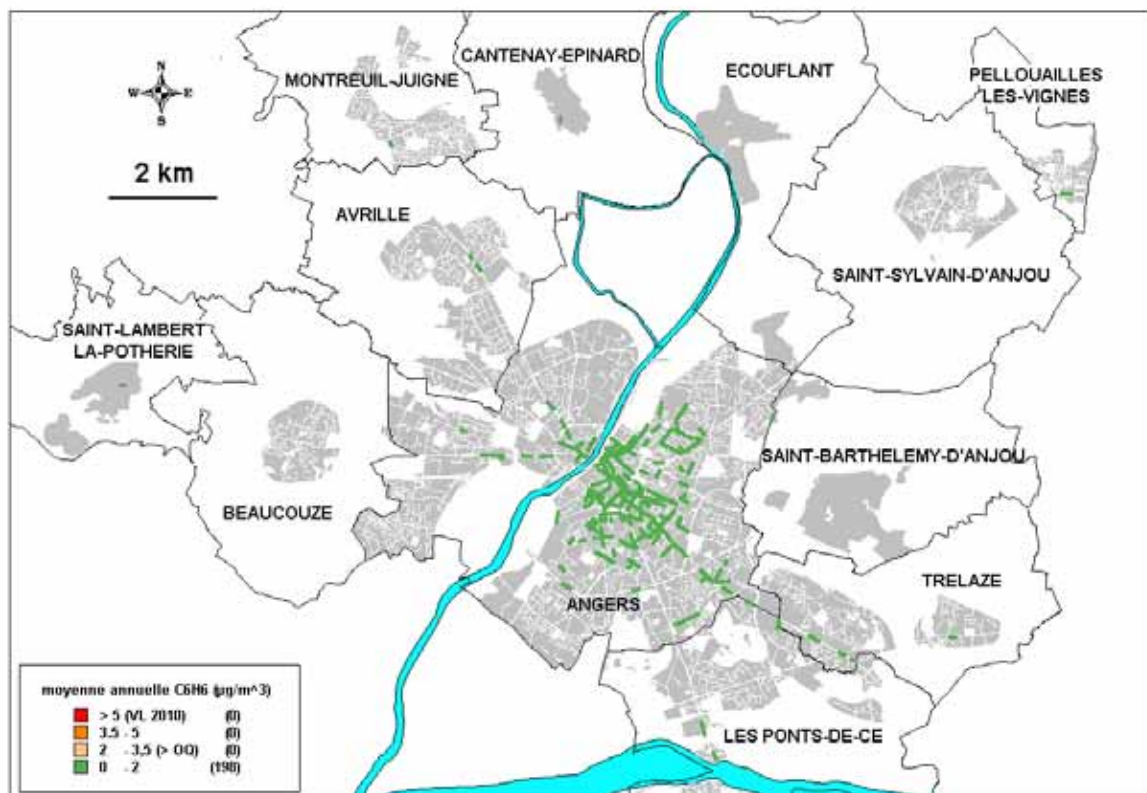 CANTENAY-EPINARD
ECOUFLANT
MONTREUIL-JUIGNE
PELLOUAILLES
LES-VIGNES
N
W E
S
2 km
AVRILLE
SAINT-SYLVAIN-D'ANJOU
SAINT-LAMBERT
LA-POTHERIE
SAINT-BARTHELEMY-D'ANJOU
BEAUCOUZE
TRELAZE
ANGERS
LES PONTS-DE-CE
moyenne annuelle C6H6 (µg/m^3)
> 5 (VL 2010) (0)
3.5 - 5 (0)
2 - 3,5 (> OQ) (0)
0 - 2 (198)